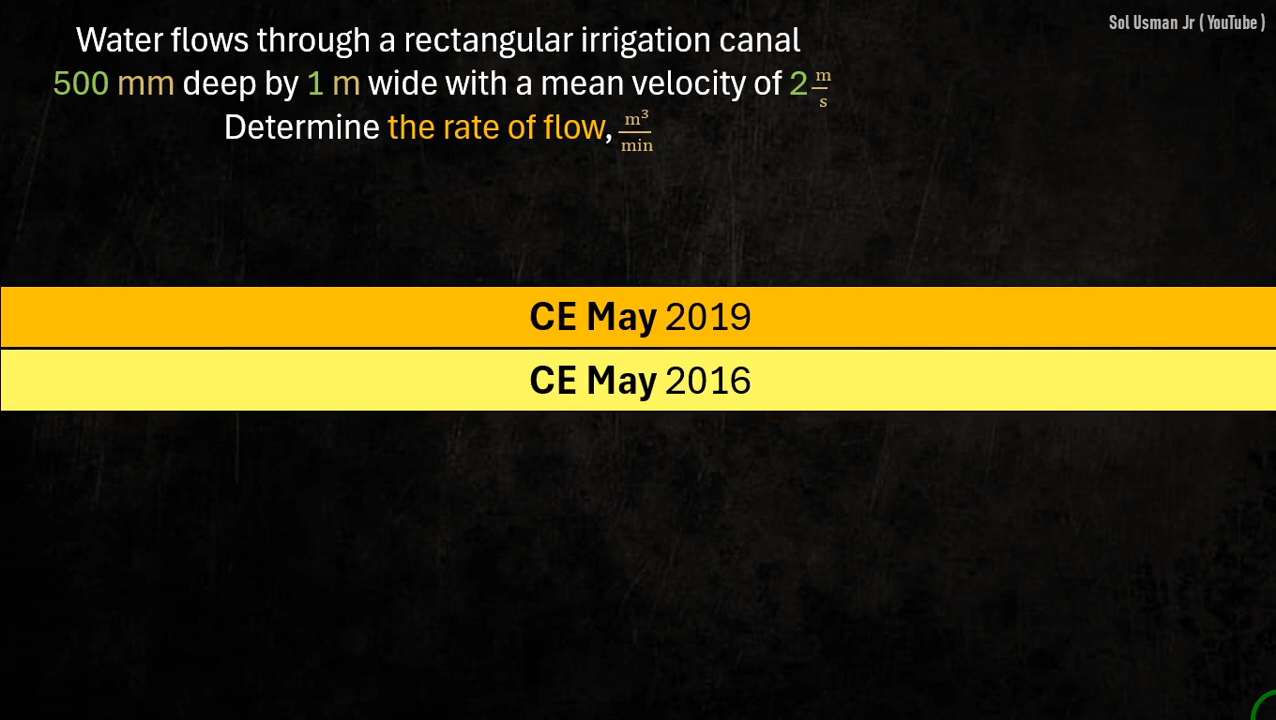 Sol Usman Jr ( YouTube )
Water flows through a rectangular irrigation canal
500 mm deep by 1 m wide with a mean velocity of 2 m/s
Determine the rate of flow, m³/min
CE May 2019
CE May 2016